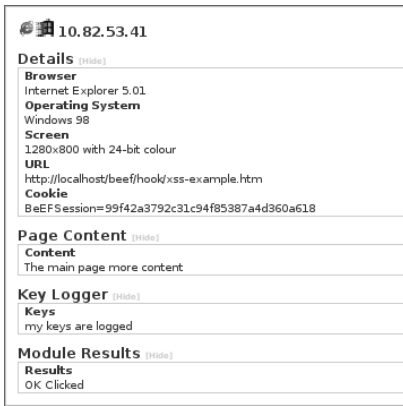 10.82.53.41
Details [Hide]
Browser
Internet Explorer 5.01
Operating System
Windows 98
Screen
1280x800 with 24-bit colour
URL
http://localhost/beef/hook/xss-example.htm
Cookie
BeEFSession=99f42a3792c31c94f85387a4d360a618
Page Content [Hide]
Content
The main page more content
Key Logger [Hide]
Keys
my keys are logged
Module Results [Hide]
Results
OK Clicked